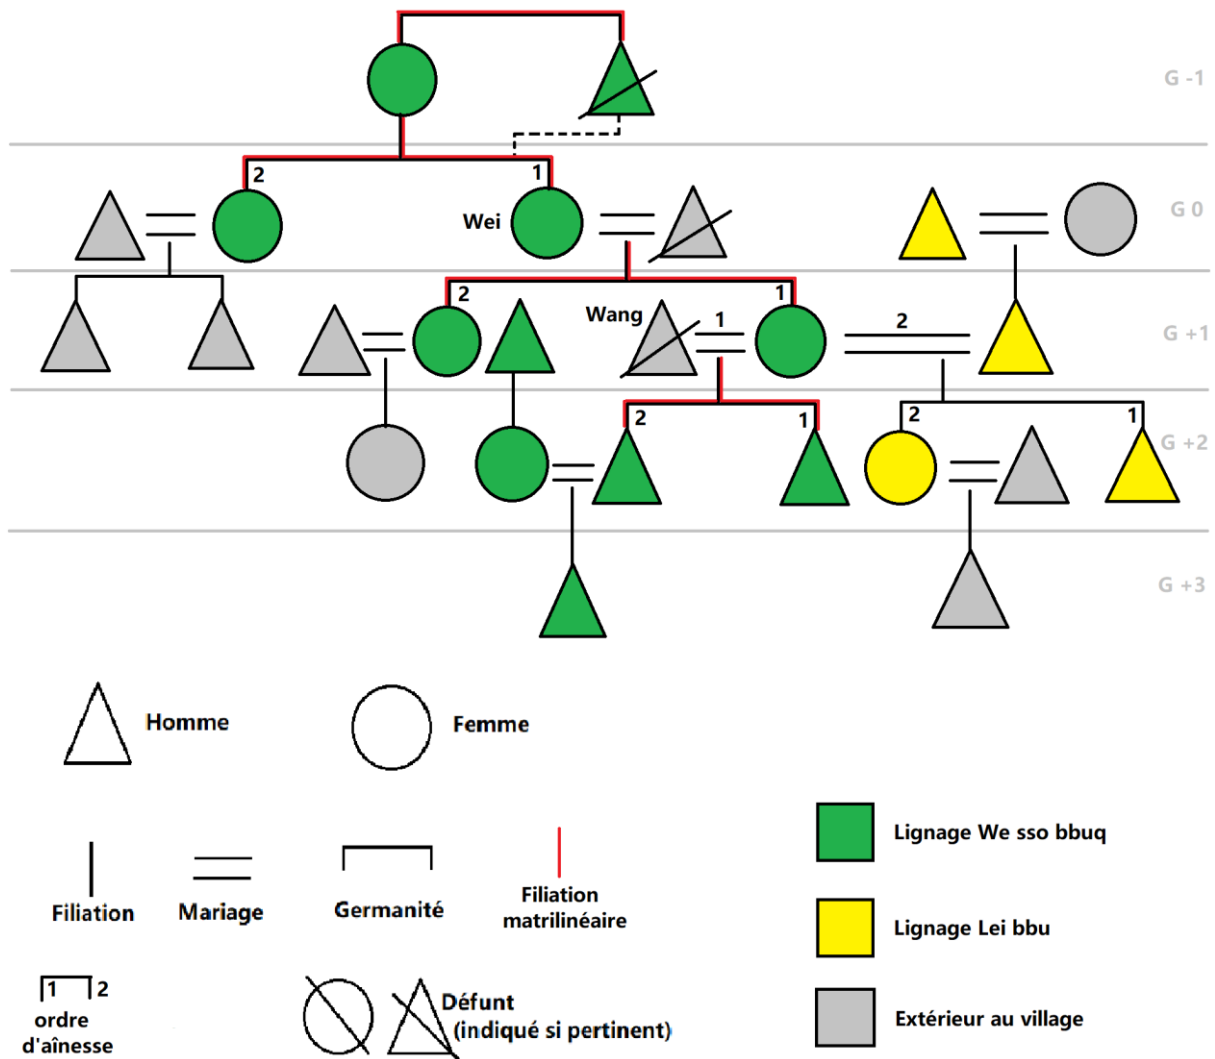 G -1
2
1
Wei
G 0
2
1
Wang
1
2
G +1
2
1
2
1
G +2
G +3
Homme
Femme
Filiation
Mariage
Germanité
Filiation
matrilinéaire
1
2
ordre
d'aînesse
Défunt
(indiqué si pertinent)
Lignage We sso bbuq
Lignage Lei bbu
Extérieur au village